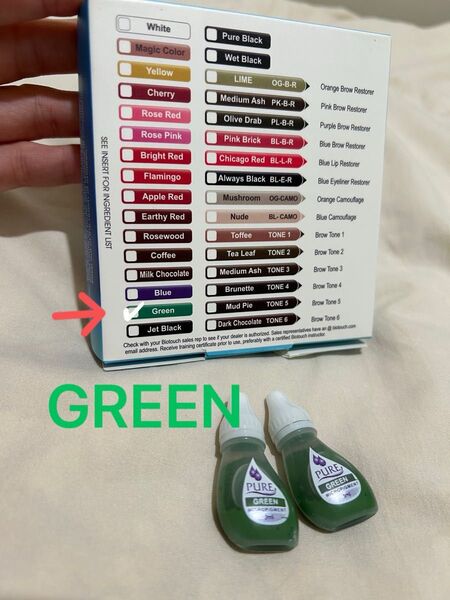 White
Magic Color
Yellow
Cherry
Rose Red
Rose Pink
Bright Red
Flamingo
Apple Red
Earthy Red
Rosewood
Coffee
Milk Chocolate
Blue
Green
Jet Black
Pure Black
Wet Black
LIME OG-B-R Orange Brow Restorer
Medium Ash PK-B-R Pink Brow Restorer
Olive Drab PL-B-R Purple Brow Restorer
Pink Brick BL-B-R Blue Brow Restorer
Chicago Red BL-L-R Blue Lip Restorer
Always Black BL-E-R Blue Eyeliner Restorer
Mushroom OG-CAMO Orange Camouflage
Nude BL- CAMO Blue Camouflage
Toffee TONE 1 Brow Tone 1
Tea Leaf TONE 2 Brow Tone 2
Medium Ash TONE 3 Brow Tone 3
Brunette TONE 4 Brow Tone 4
Mud Pie TONE 5 Brow Tone 5
Dark Chocolate TONE 6 Brow Tone 6
SEE INSERT FOR INGREDIENT LIST
Check with your Biotouch sales rep to see if your dealer is authorized. Sales representatives have an @ biotouch.com
email address. Receive training certificate prior to use, preferably with a certified Biotouch instructor.
GREEN
PURE
GREEN
MICROPIGMENT
3mL
PURE
GREEN
MICROPIGMENT
3mL